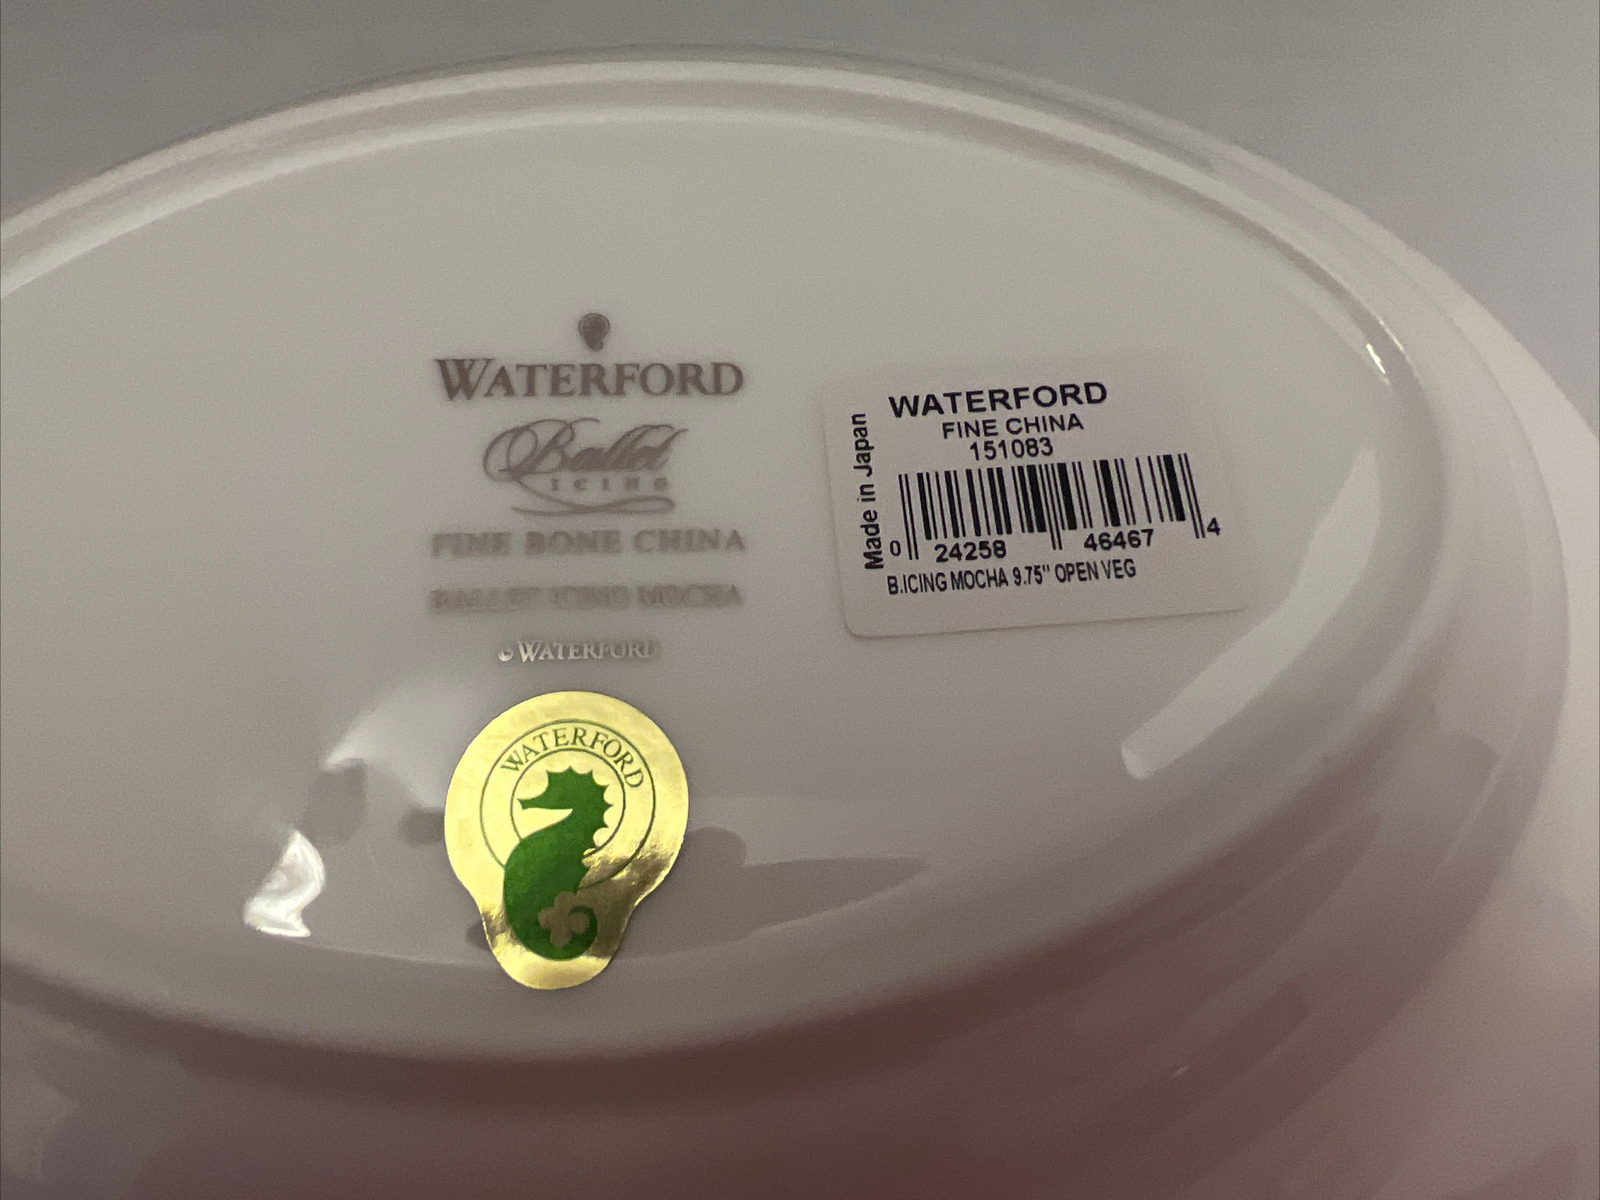 WATERFORD
Ballet
ICING
FINE BONE CHINA
BALLET ICING MOCHA
© WATERFORD
WATERFORD
FINE CHINA
151083
Made in Japan
0 24258 46467 4
B.ICING MOCHA 9.75" OPEN VEG
WATERFORD